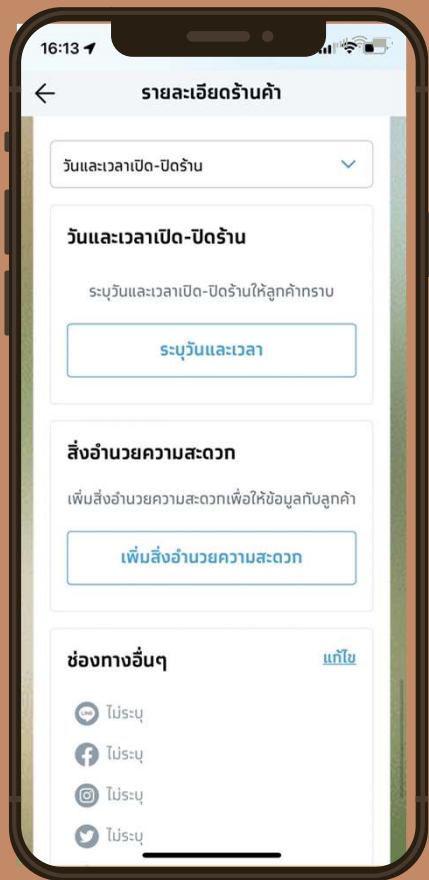 16:13
รายละเอียดร้านค้า
วันและเวลาเปิด-ปิดร้าน
วันและเวลาเปิด-ปิดร้าน
ระบุวันและเวลาเปิด-ปิดร้านให้ลูกค้าทราบ
ระบุวันและเวลา
สิ่งอำนวยความสะดวก
เพิ่มสิ่งอำนวยความสะดวกเพื่อให้ข้อมูลกับลูกค้า
เพิ่มสิ่งอำนวยความสะดวก
ช่องทางอื่นๆ แก้ไข
LINE ไม่ระบุ
ไม่ระบุ
ไม่ระบุ
ไม่ระบุ